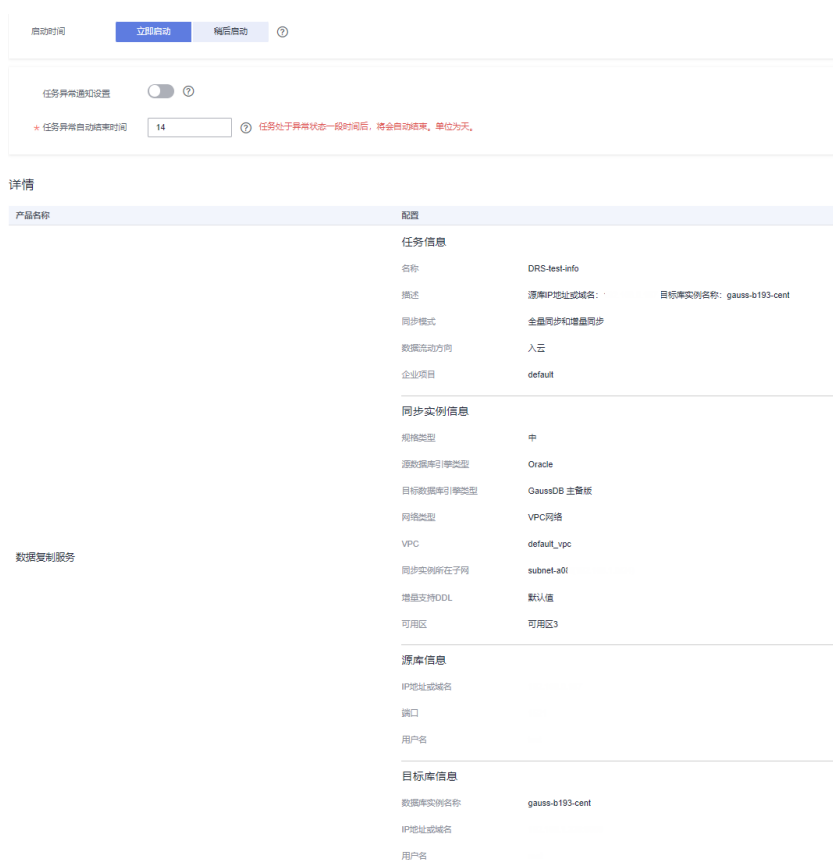 启动时间 立即启动 稍后启动
任务异常通知设置
* 任务异常自动结束时间 14 任务处于异常状态一段时间后，将会自动结束。单位为天。
详情
产品名称 配置
任务信息
名称 DRS-test-info
描述 源库IP地址或域名： 目标库实例名称：gauss-b193-cent
同步模式 全量同步和增量同步
数据流动方向 入云
企业项目 default
同步实例信息
规格类型 中
源数据库引擎类型 Oracle
目标数据库引擎类型 GaussDB 主备版
网络类型 VPC网络
VPC default_vpc
数据复制服务
同步实例所在子网 subnet-a0
增量支持DDL 默认值
可用区 可用区3
源库信息
IP地址或域名
端口
用户名
目标库信息
数据库实例名称 gauss-b193-cent
IP地址或域名
用户名